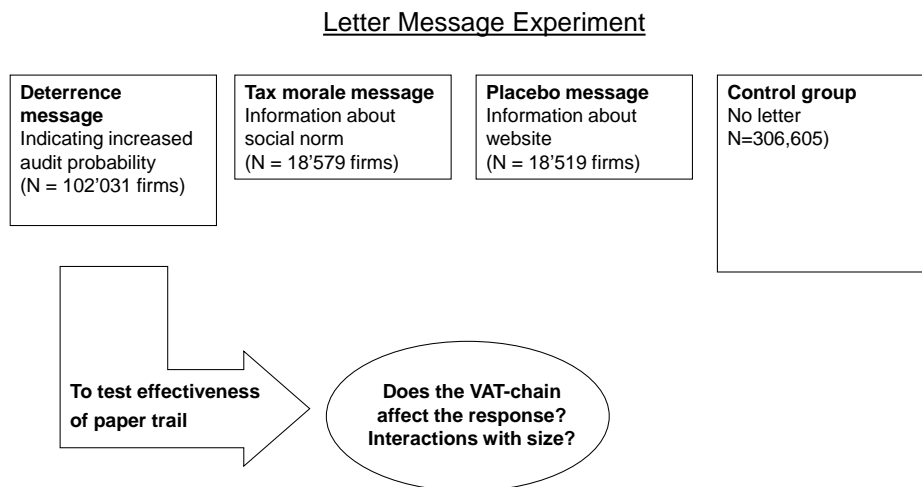 Letter Message Experiment
Deterrence
message
Indicating increased
audit probability
(N = 102'031 firms)
Tax morale message
Information about
social norm
(N = 18'579 firms)
Placebo message
Information about
website
(N = 18'519 firms)
Control group
No letter
N=306,605)
To test effectiveness
of paper trail
Does the VAT-chain
affect the response?
Interactions with size?